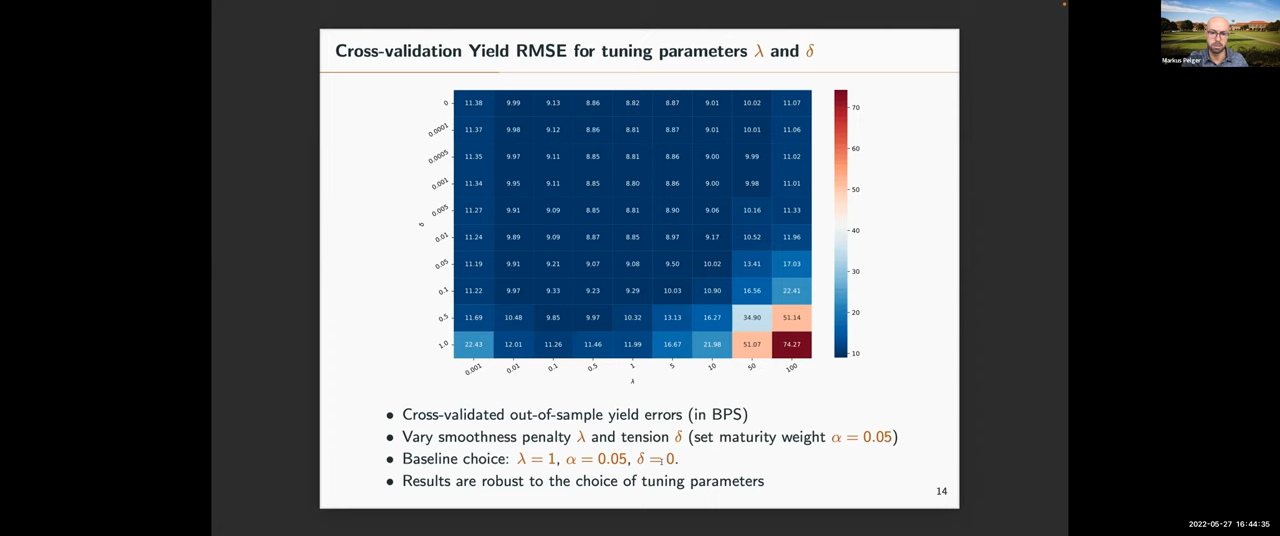 Cross-validation Yield RMSE for tuning parameters λ and δ
0 11.38 9.99 9.13 8.86 8.82 8.87 9.01 10.02 11.07
0.0001 11.37 9.98 9.12 8.86 8.81 8.87 9.01 10.01 11.06
0.0005 11.35 9.97 9.11 8.85 8.81 8.86 9.00 9.99 11.02
0.001 11.34 9.95 9.11 8.85 8.80 8.86 9.00 9.98 11.01
0.005 11.27 9.91 9.09 8.85 8.81 8.90 9.06 10.16 11.33
0.01 11.24 9.89 9.09 8.87 8.85 8.97 9.17 10.52 11.96
0.05 11.19 9.91 9.21 9.07 9.08 9.50 10.02 13.41 17.03
0.1 11.22 9.97 9.33 9.23 9.29 10.03 10.90 16.56 22.41
0.5 11.69 10.48 9.85 9.97 10.32 13.13 16.27 34.90 51.14
1.0 22.43 12.01 11.26 11.46 11.99 16.67 21.98 51.07 74.27
δ
0.001 0.01 0.1 0.5 1 5 10 50 100
λ
70
60
50
40
30
20
10
• Cross-validated out-of-sample yield errors (in BPS)
• Vary smoothness penalty λ and tension δ (set maturity weight α = 0.05)
• Baseline choice: λ = 1, α = 0.05, δ = 0.
• Results are robust to the choice of tuning parameters
14
Markus Pelger
2022-05-27 16:44:35